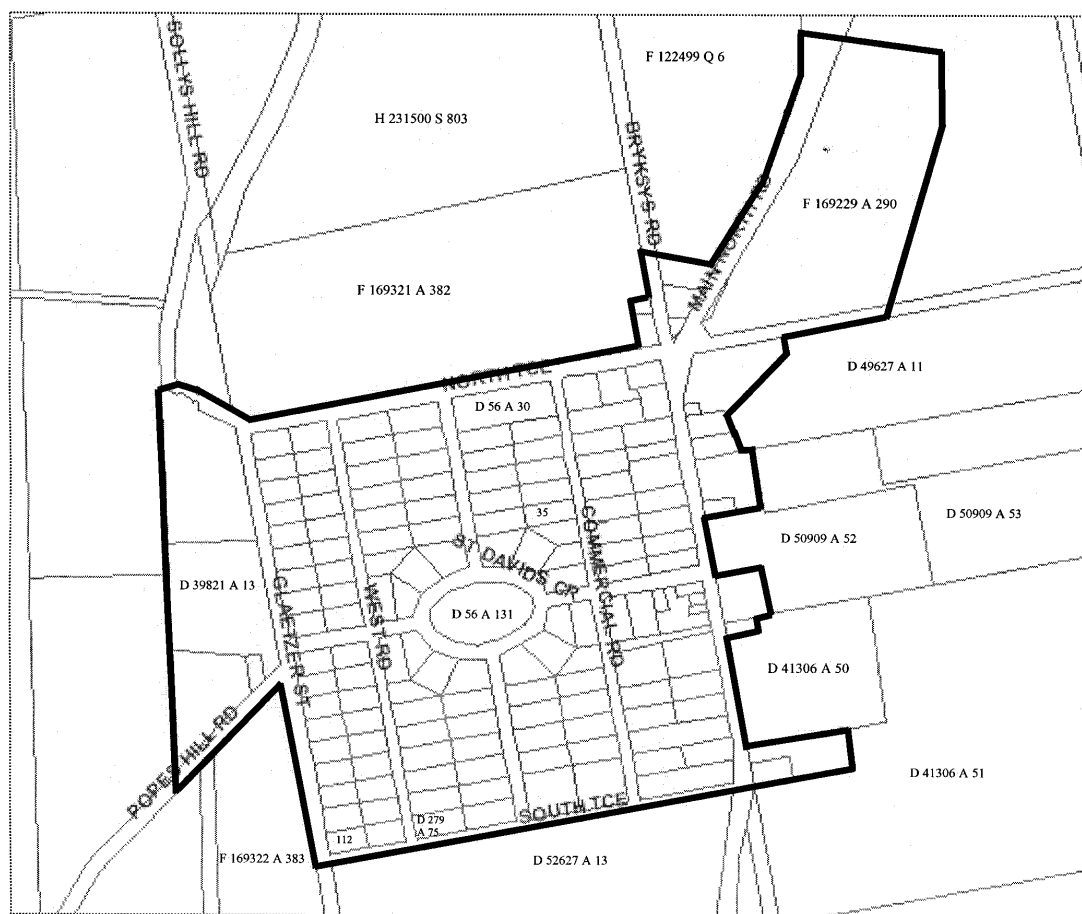 SOLLYS HILL RD
F 122499 Q 6
H 231500 S 803
BRYKSYS RD
MAIN NORTH RD
F 169229 A 290
F 169321 A 382
NORTH TCE
D 49627 A 11
D 56 A 30
35
COMMERCIAL RD
D 50909 A 53
D 50909 A 52
ST DAVIDS CR
D 39821 A 13
GLAETZER ST
WEST RD
D 56 A 131
D 41306 A 50
POPES HILL RD
D 41306 A 51
SOUTH TCE
D 279
A 75
112
F 169322 A 383
D 52627 A 13